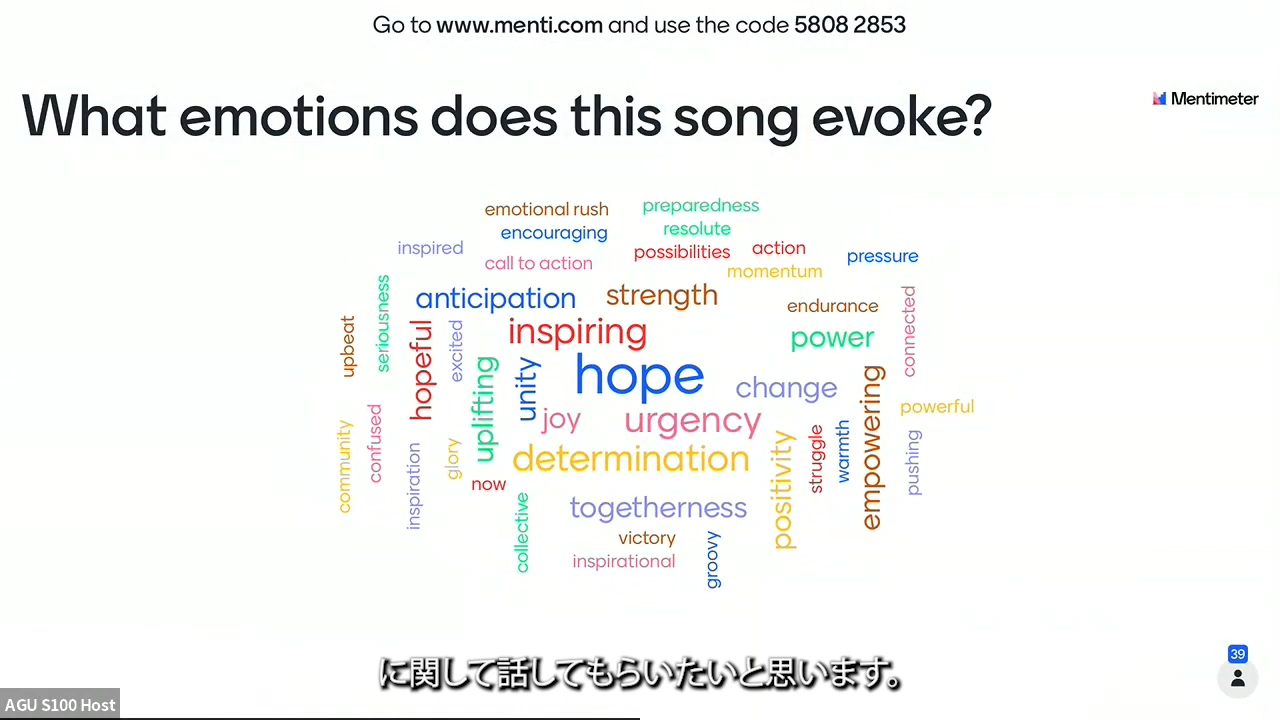 Go to www.menti.com and use the code 5808 2853
Mentimeter
What emotions does this song evoke?
emotional rush
preparedness
encouraging
resolute
inspired
possibilities
action
call to action
momentum
pressure
seriousness
anticipation
strength
endurance
connected
upbeat
hopeful
excited
inspiring
power
uplifting
unity
hope
change
empowering
powerful
community
confused
joy
urgency
struggle
warmth
pushing
inspiration
glory
determination
positivity
now
collective
togetherness
victory
groovy
inspirational
に関して話してもらいたいと思います。
39
AGU S100 Host